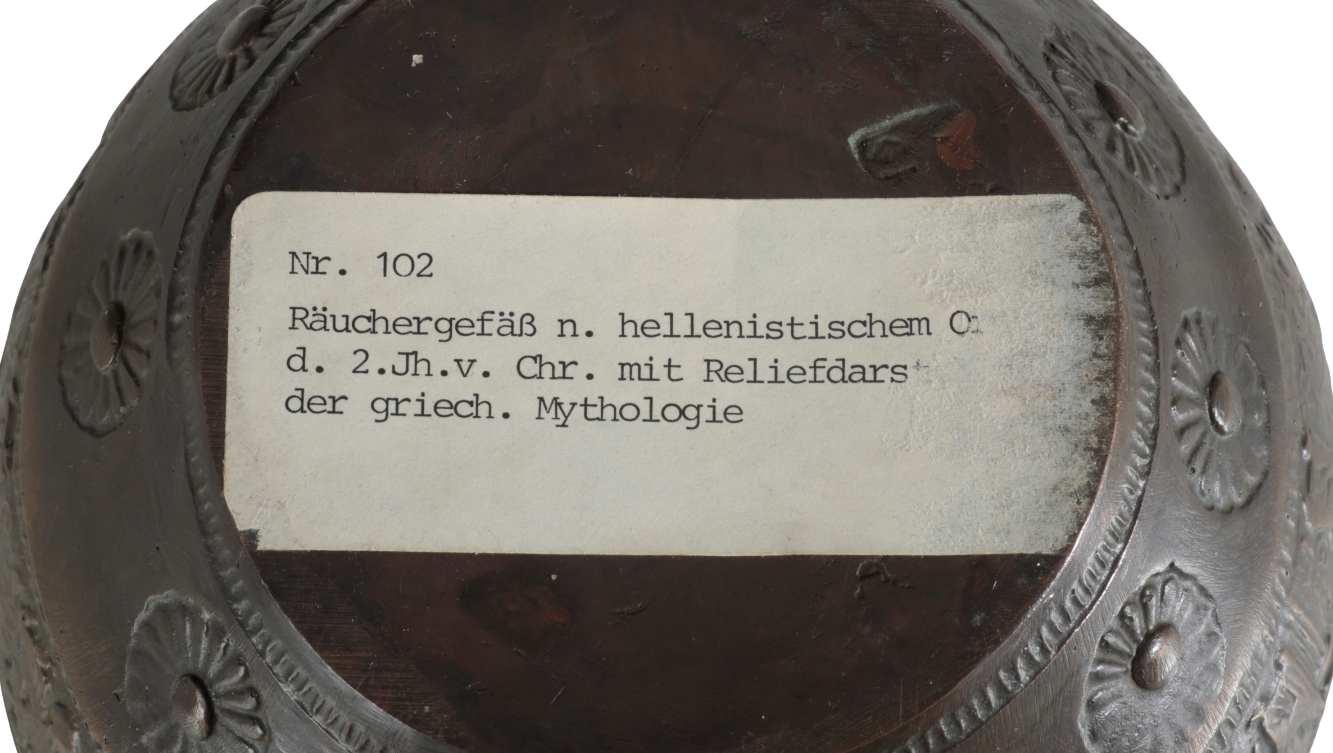 Nr. 102
Räuchergefäß n. hellenistischem
d. 2.Jh.v. Chr. mit
der griech. Mythologie